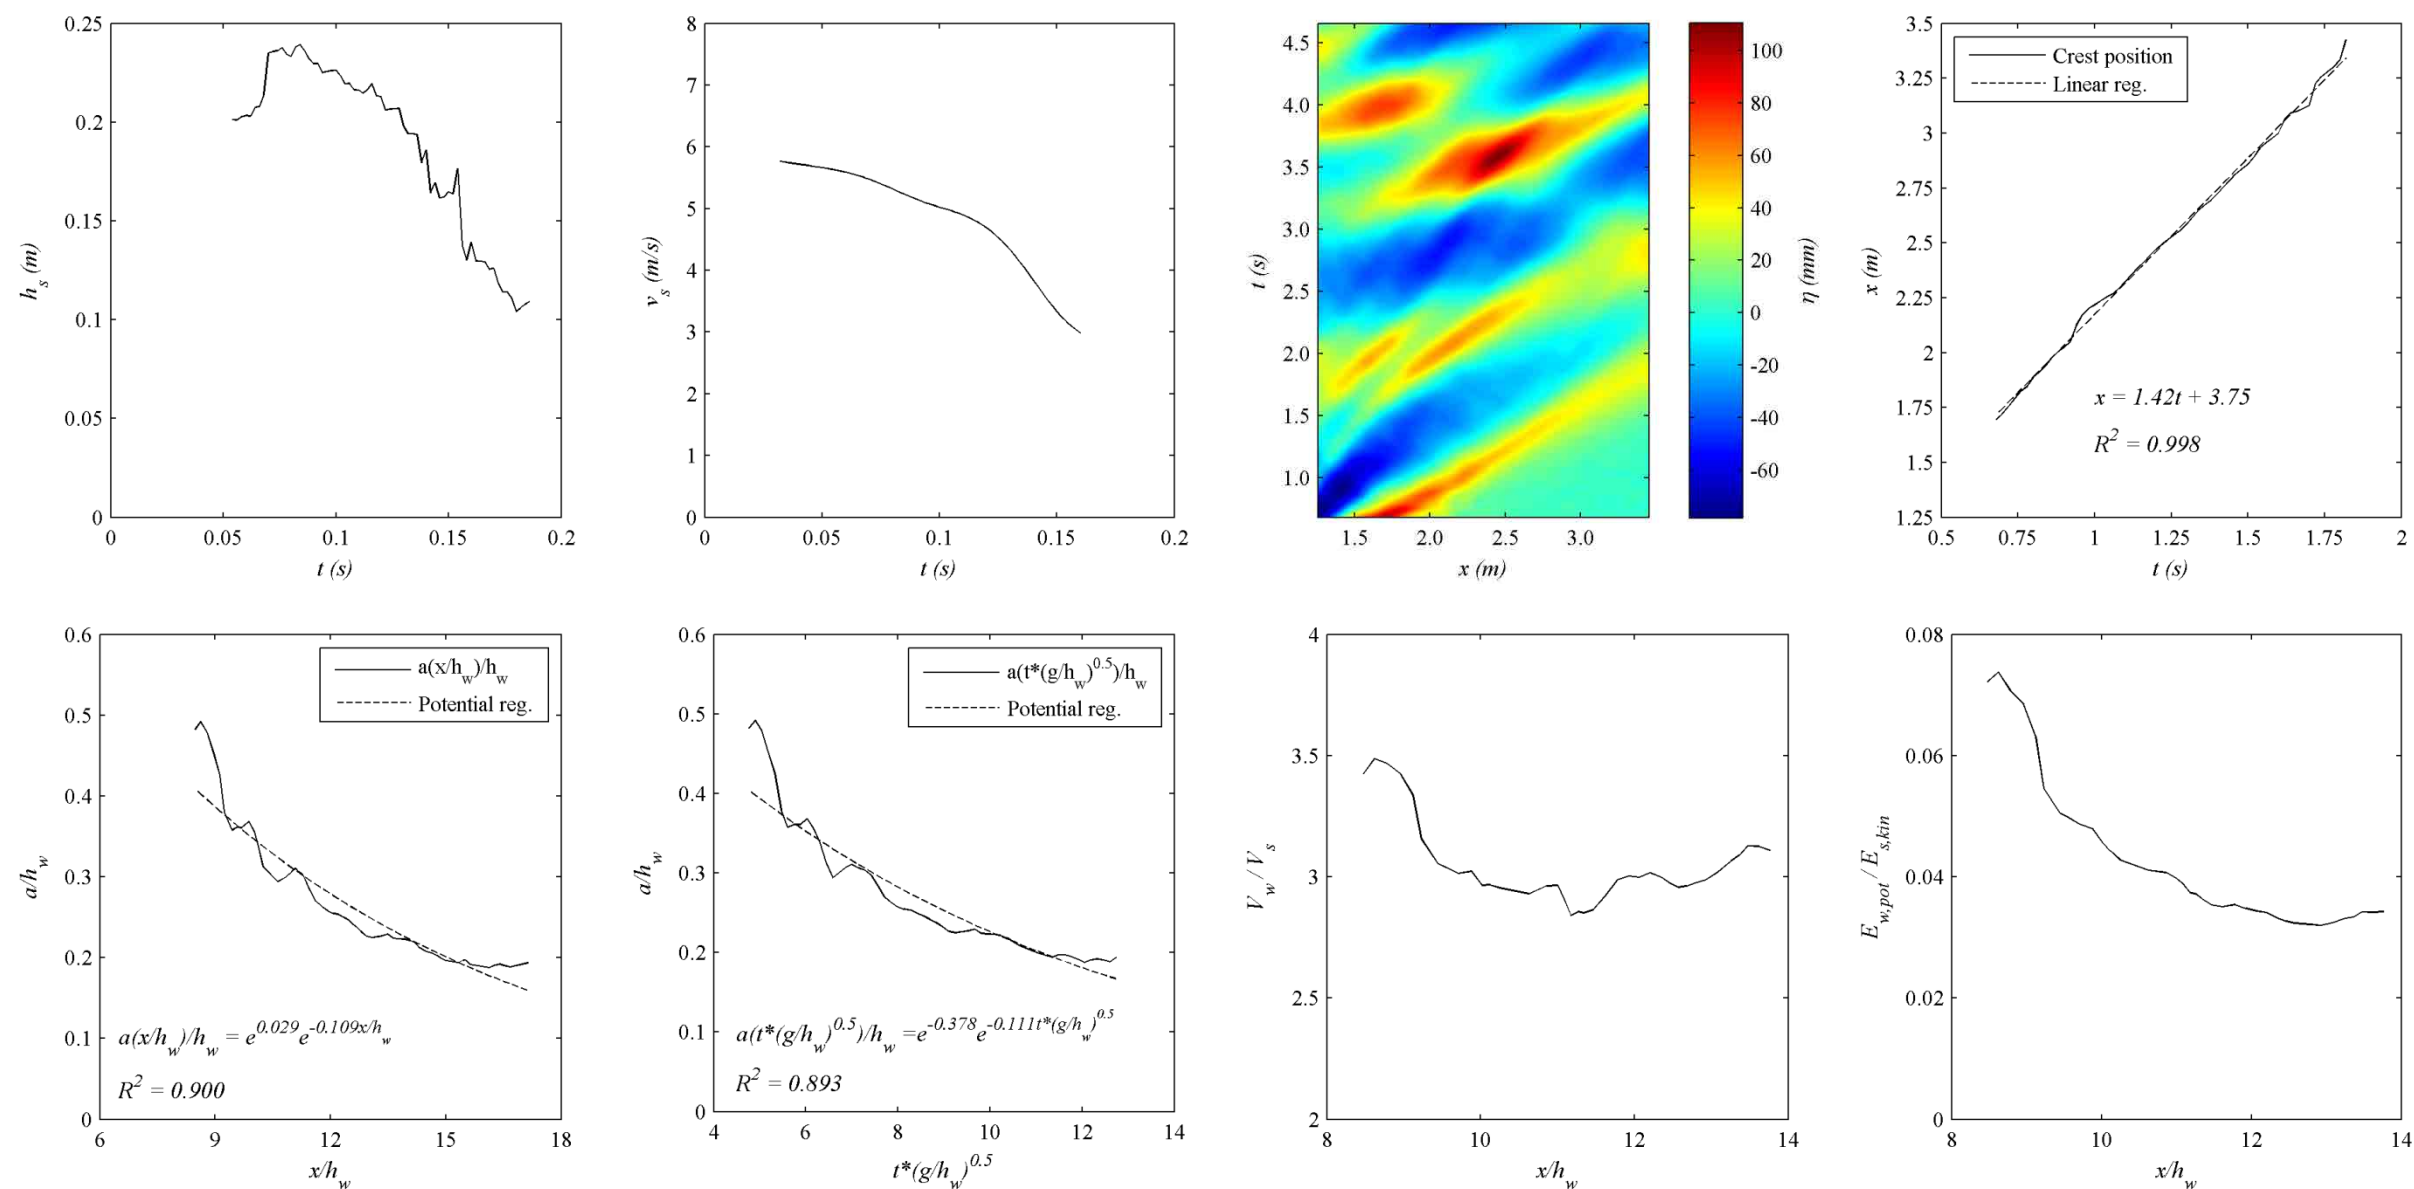 0.25
0.2
0.15
0.1
0.05
0
0 0.05 0.1 0.15 0.2
h_s (m)
t (s)
8
7
6
5
4
3
2
1
0
0 0.05 0.1 0.15 0.2
v_s (m/s)
t (s)
4.5
4.0
3.5
3.0
2.5
2.0
1.5
1.0
1.5 2.0 2.5 3.0
t (s)
x (m)
100
80
60
40
20
0
-20
-40
-60
η (mm)
3.5
3.25
3
2.75
2.5
2.25
2
1.75
1.5
1.25
0.5 0.75 1 1.25 1.5 1.75 2
x (m)
t (s)
Crest position
Linear reg.
x = 1.42t + 3.75
R^2 = 0.998
0.6
0.5
0.4
0.3
0.2
0.1
0
6 9 12 15 18
a/h_w
x/h_w
a(x/h_w)/h_w
Potential reg.
a(x/h_w)/h_w = e^0.029 e^-0.109x/h_w
R^2 = 0.900
0.6
0.5
0.4
0.3
0.2
0.1
0
4 6 8 10 12 14
a/h_w
t*(g/h_w)^0.5
a(t*(g/h_w)^0.5)/h_w
Potential reg.
a(t*(g/h_w)^0.5)/h_w =e^-0.378 e^-0.111t*(g/h_w)^0.5
R^2 = 0.893
4
3.5
3
2.5
2
8 10 12 14
V_w / V_s
x/h_w
0.08
0.06
0.04
0.02
0
8 10 12 14
E_w,pot / E_s,kin
x/h_w